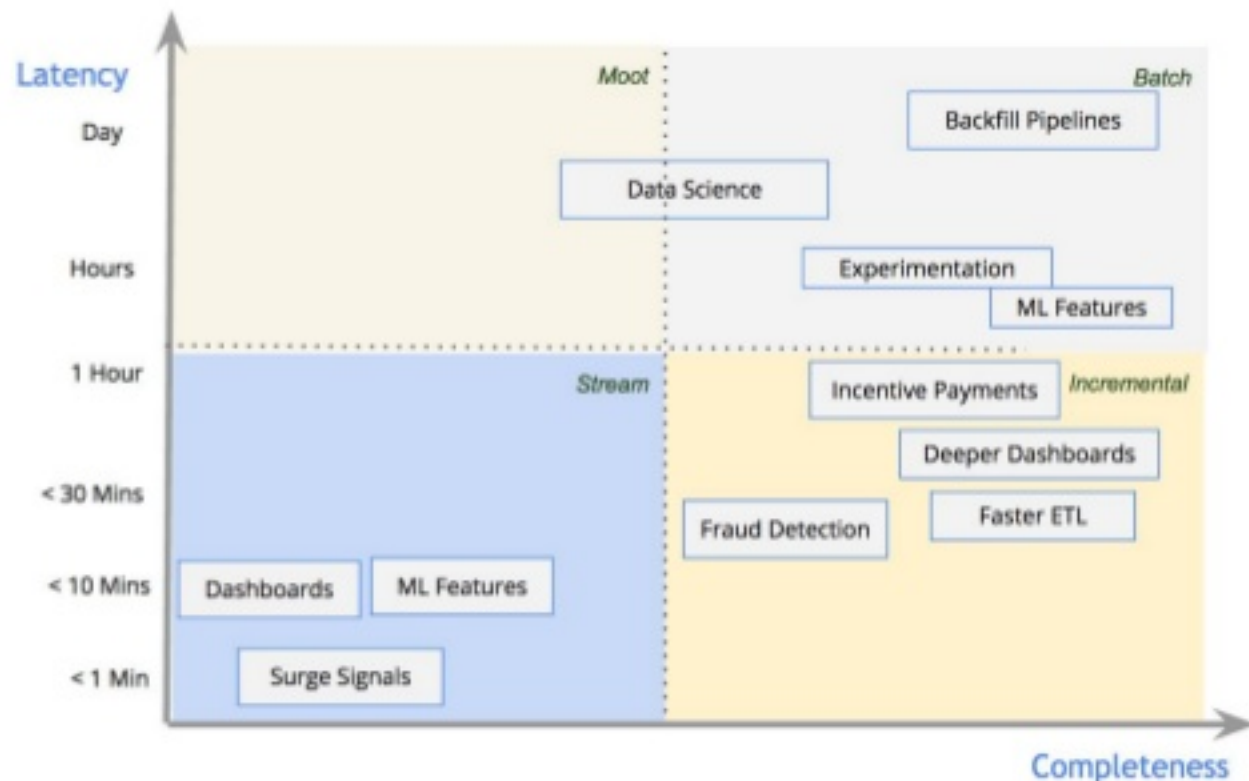 Latency
Moot
Batch
Day
Backfill Pipelines
Data Science
Hours
Experimentation
ML Features
1 Hour
Stream
Incentive Payments
Incremental
Deeper Dashboards
< 30 Mins
Fraud Detection
Faster ETL
< 10 Mins
Dashboards
ML Features
< 1 Min
Surge Signals
Completeness